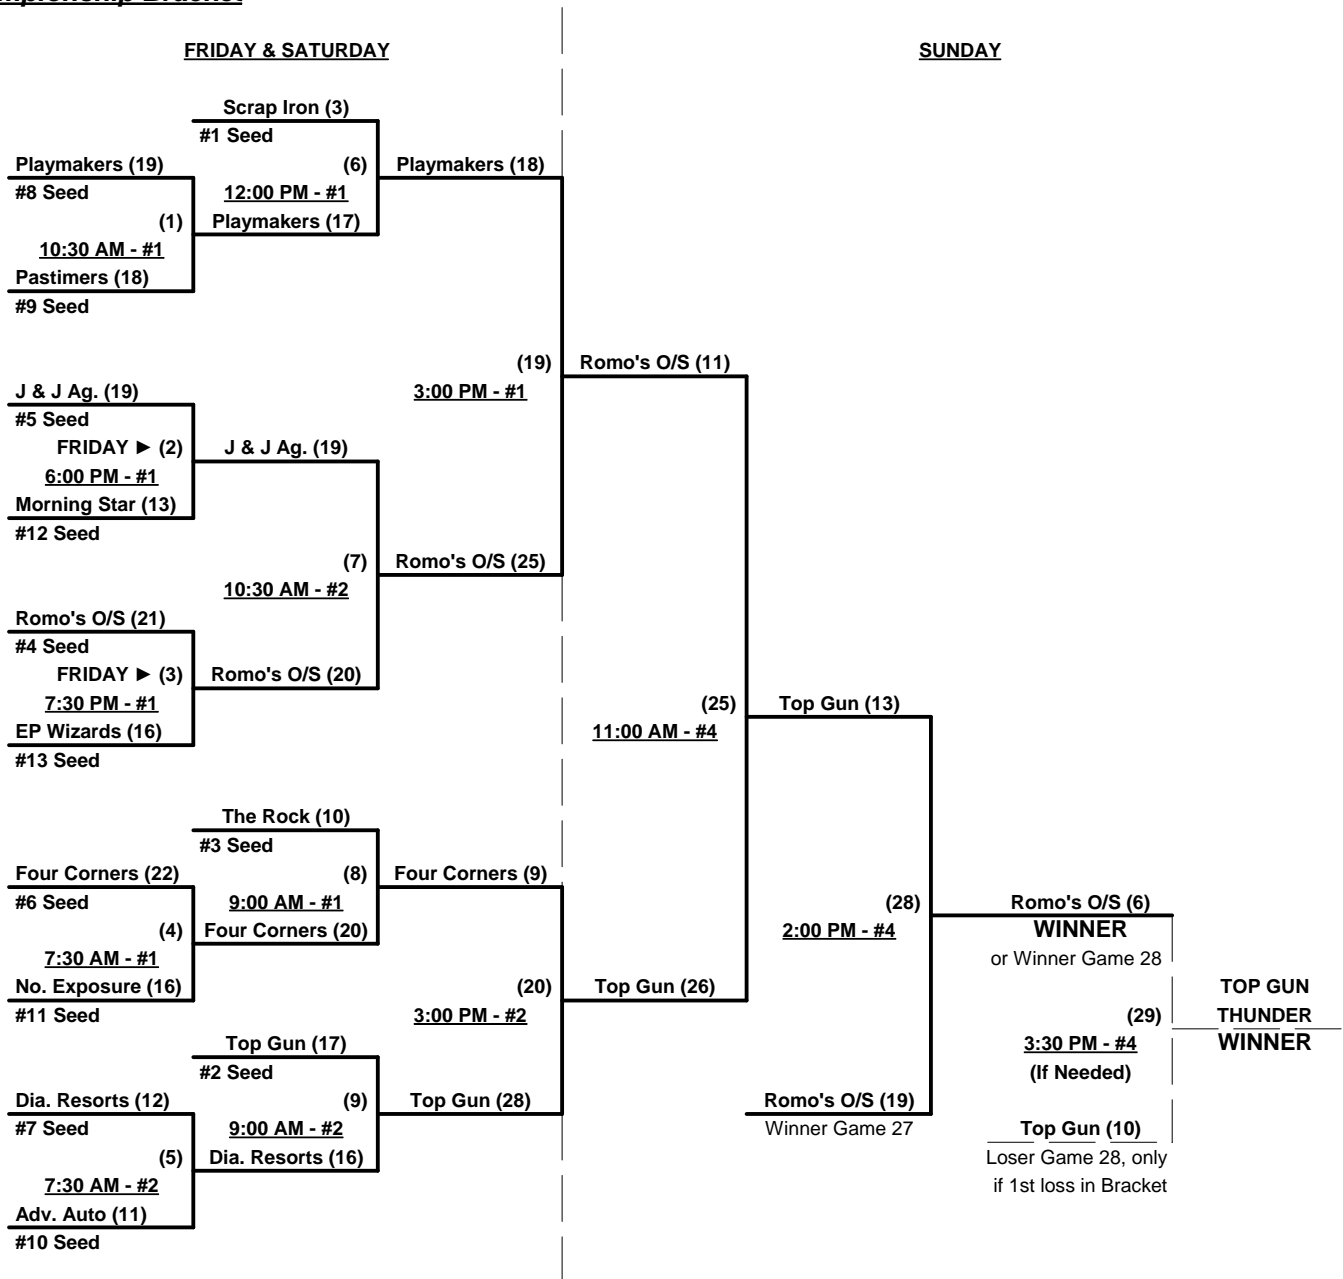 FRIDAY & SATURDAY
SUNDAY
Scrap Iron (3)
#1 Seed
Playmakers (19)
(6)
Playmakers (18)
#8 Seed
12:00 PM - #1
(1)
Playmakers (17)
10:30 AM - #1
Pastimers (18)
#9 Seed
(19)
Romo's O/S (11)
J & J Ag. (19)
3:00 PM - #1
#5 Seed
FRIDAY ► (2)
J & J Ag. (19)
6:00 PM - #1
Morning Star (13)
#12 Seed
(7)
Romo's O/S (25)
10:30 AM - #2
Romo's O/S (21)
#4 Seed
FRIDAY ► (3)
Romo's O/S (20)
7:30 PM - #1
(25)
Top Gun (13)
EP Wizards (16)
11:00 AM - #4
#13 Seed
The Rock (10)
#3 Seed
Four Corners (22)
(8)
Four Corners (9)
#6 Seed
9:00 AM - #1
(28)
Romo's O/S (6)
(4)
Four Corners (20)
2:00 PM - #4
WINNER
7:30 AM - #1
or Winner Game 28
No. Exposure (16)
(20)
Top Gun (26)
TOP GUN
#11 Seed
3:00 PM - #2
(29)
THUNDER
Top Gun (17)
3:30 PM - #4
WINNER
#2 Seed
(If Needed)
Dia. Resorts (12)
(9)
Top Gun (28)
Romo's O/S (19)
#7 Seed
9:00 AM - #2
Winner Game 27
Top Gun (10)
(5)
Dia. Resorts (16)
Loser Game 28, only
7:30 AM - #2
if 1st loss in Bracket
Adv. Auto (11)
#10 Seed